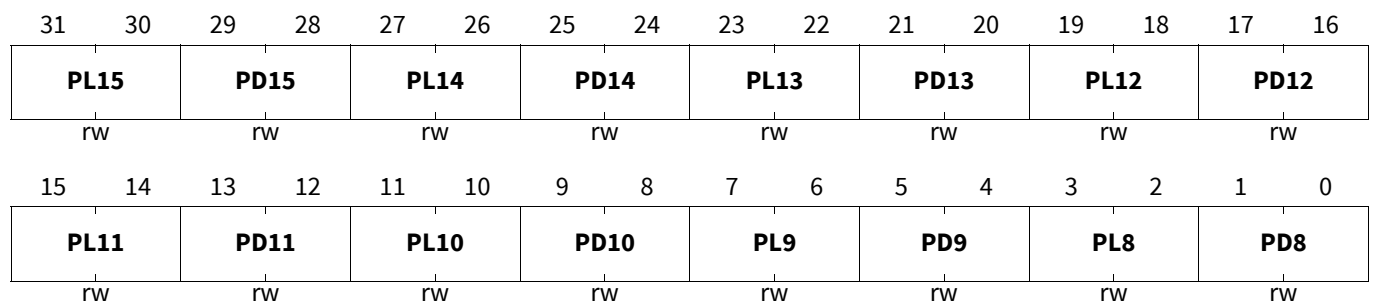 31 30 29 28 27 26 25 24 23 22 21 20 19 18 17 16
PL15 PD15 PL14 PD14 PL13 PD13 PL12 PD12
rw rw rw rw rw rw rw rw
15 14 13 12 11 10 9 8 7 6 5 4 3 2 1 0
PL11 PD11 PL10 PD10 PL9 PD9 PL8 PD8
rw rw rw rw rw rw rw rw